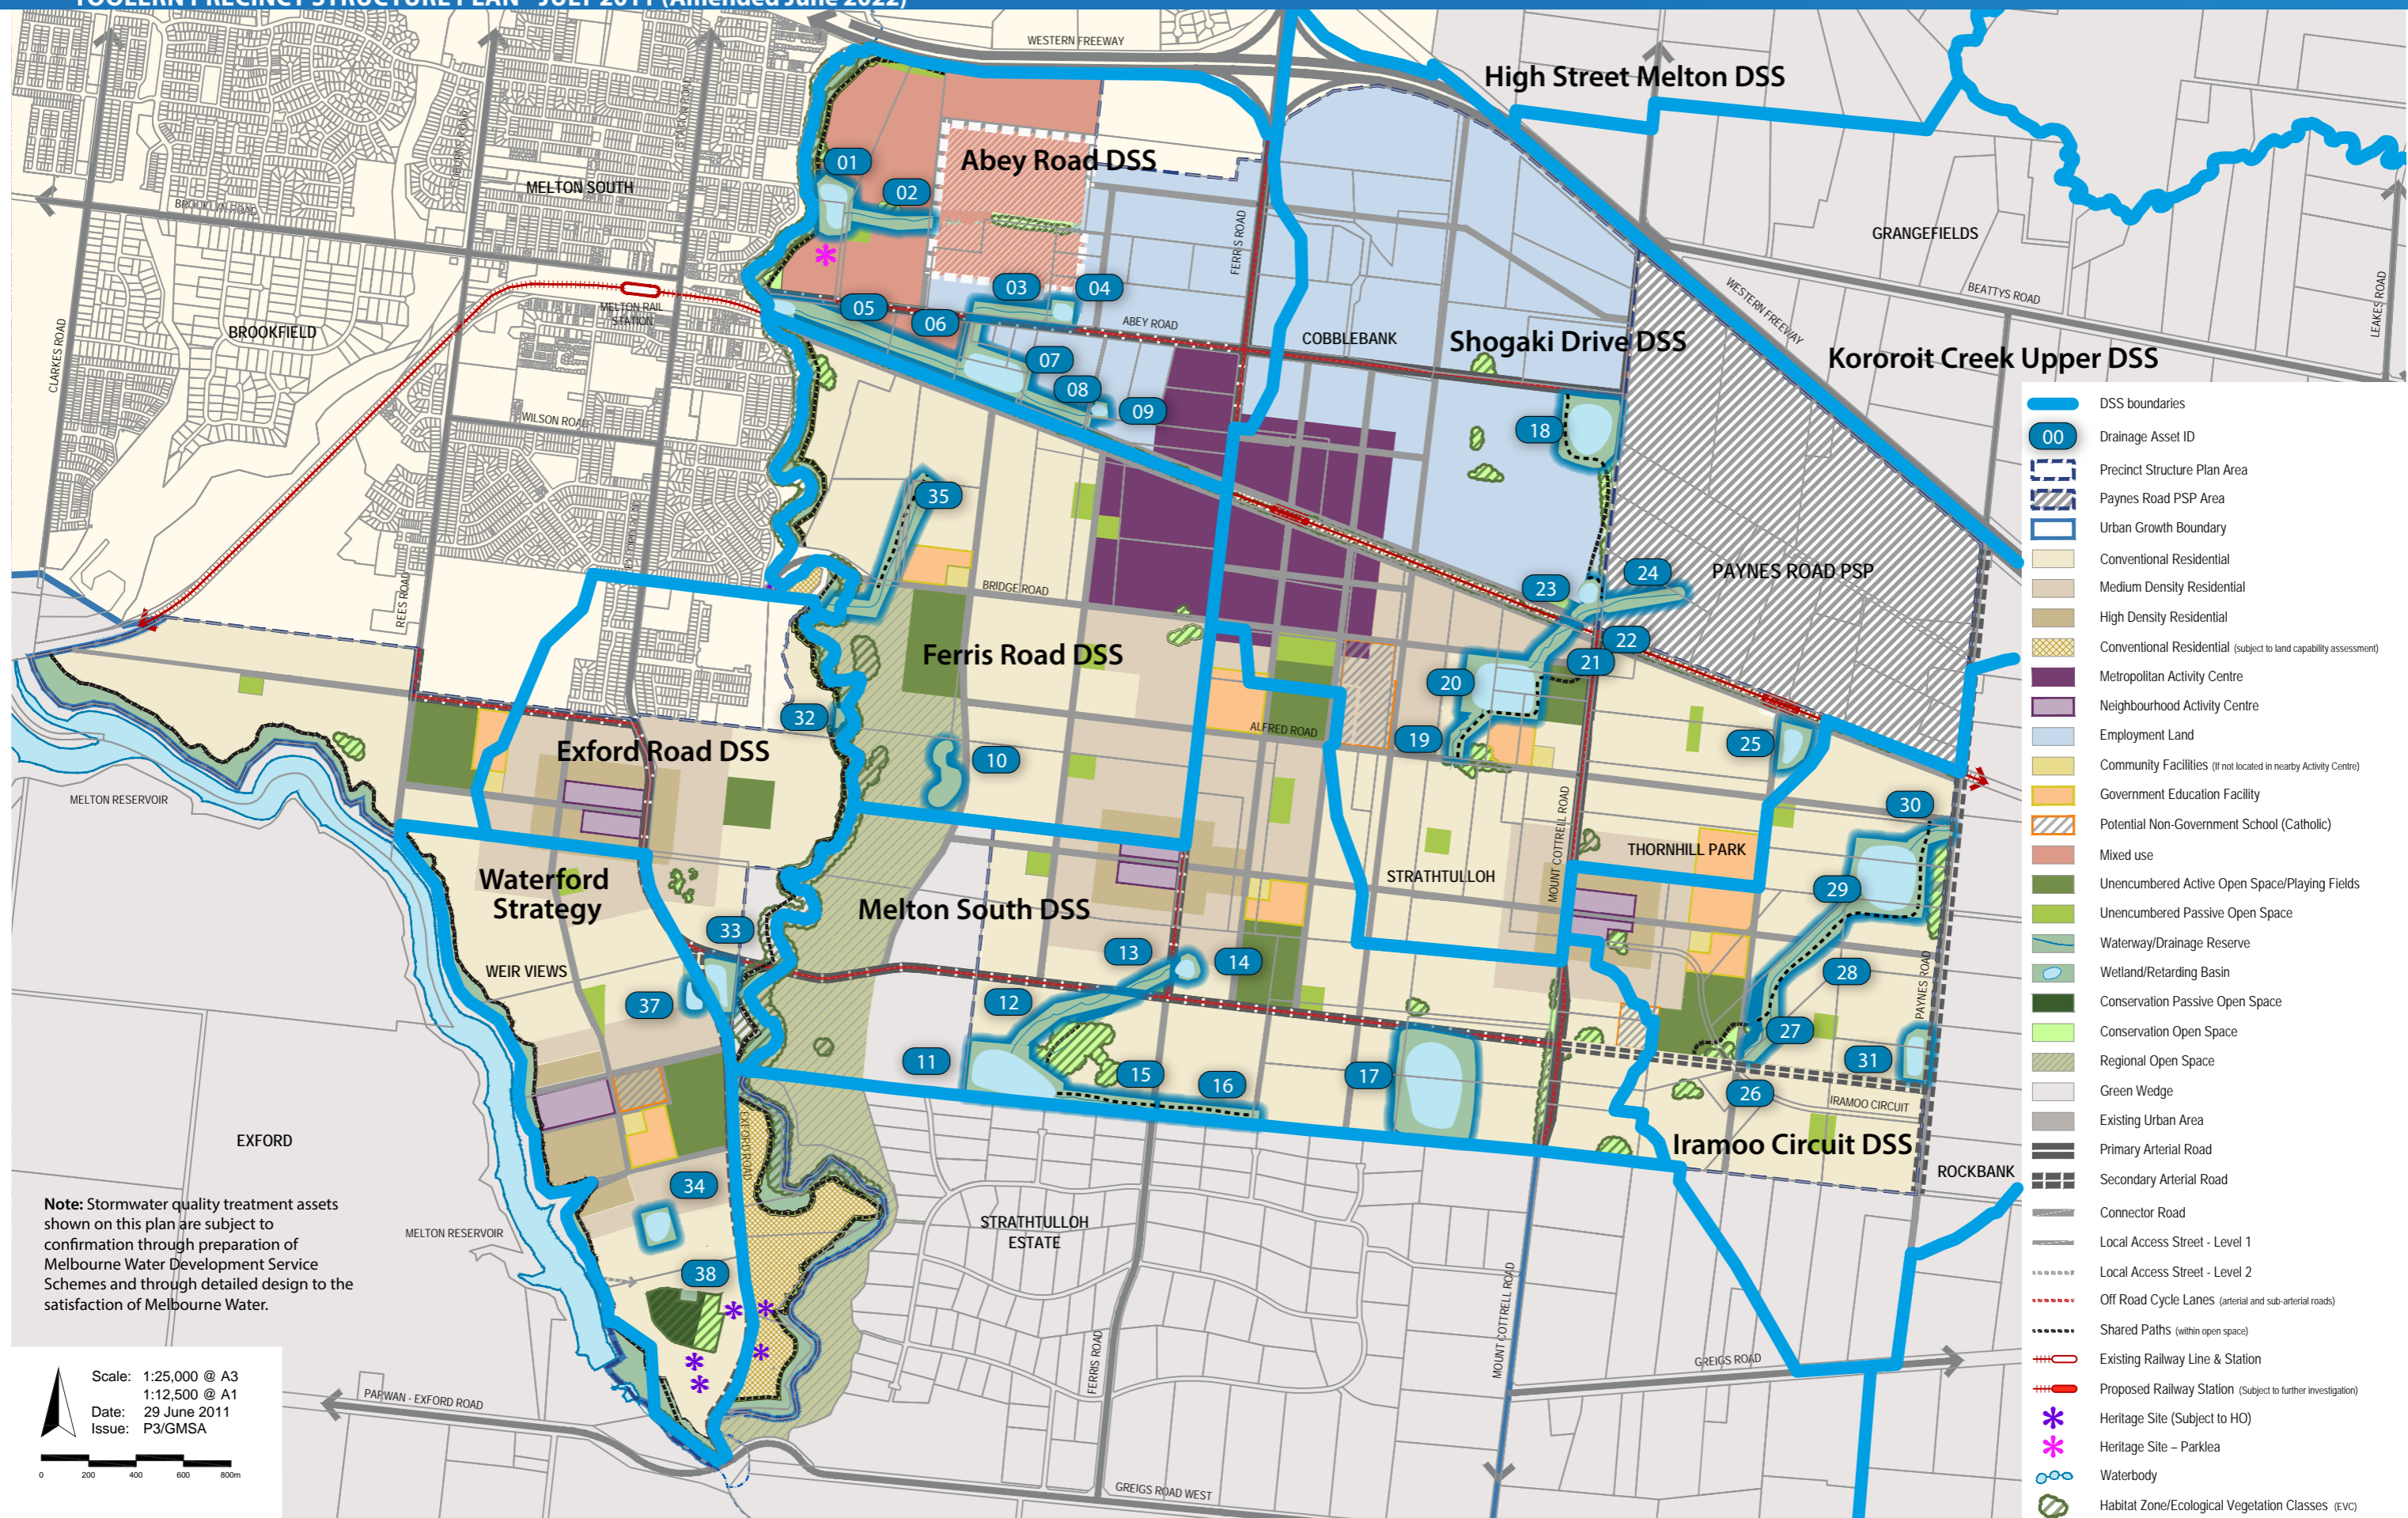 TOOLERN PRECINCT STRUCTURE PLAN - JULY 2011 (Amended June 2022)
WESTERN FREEWAY
High Street Melton DSS
01
Abey Road DSS
MELTON SOUTH
02
BROOKLYN ROAD
COBURNS ROAD
STATION ROAD
FERRIS ROAD
GRANGEFIELDS
BEATTYS ROAD
LEAKES ROAD
WESTERN FREEWAY
03
04
05
06
ABEY ROAD
COBBLEBANK
Shogaki Drive DSS
Kororoit Creek Upper DSS
MELTON RAIL
STATION
BROOKFIELD
CLARKES ROAD
07
08
09
WILSON ROAD
18
35
BRIDGE ROAD
23
24
PAYNES ROAD PSP
REES ROAD
EXFORD ROAD
Ferris Road DSS
22
21
20
32
ALFRED ROAD
19
25
Exford Road DSS
10
MELTON RESERVOIR
MOUNT COTTRELL ROAD
30
THORNHILL PARK
STRATHTULLOH
29
Waterford
Strategy
Melton South DSS
33
13
14
WEIR VIEWS
28
PAYNES ROAD
37
12
27
11
15
16
17
31
26
IRAMOO CIRCUIT
EXFORD ROAD
EXFORD
Iramoo Circuit DSS
ROCKBANK
34
STRATHTULLOH
ESTATE
MELTON RESERVOIR
38
MOUNT COTTRELL ROAD
FERRIS ROAD
GREIGS ROAD
PARWAN - EXFORD ROAD
GREIGS ROAD WEST
Note: Stormwater quality treatment assets
shown on this plan are subject to
confirmation through preparation of
Melbourne Water Development Service
Schemes and through detailed design to the
satisfaction of Melbourne Water.
Scale: 1:25,000 @ A3
1:12,500 @ A1
Date: 29 June 2011
Issue: P3/GMSA
0 200 400 600 800m
DSS boundaries
00 Drainage Asset ID
Precinct Structure Plan Area
Paynes Road PSP Area
Urban Growth Boundary
Conventional Residential
Medium Density Residential
High Density Residential
Conventional Residential (subject to land capability assessment)
Metropolitan Activity Centre
Neighbourhood Activity Centre
Employment Land
Community Facilities (If not located in nearby Activity Centre)
Government Education Facility
Potential Non-Government School (Catholic)
Mixed use
Unencumbered Active Open Space/Playing Fields
Unencumbered Passive Open Space
Waterway/Drainage Reserve
Wetland/Retarding Basin
Conservation Passive Open Space
Conservation Open Space
Regional Open Space
Green Wedge
Existing Urban Area
Primary Arterial Road
Secondary Arterial Road
Connector Road
Local Access Street - Level 1
Local Access Street - Level 2
Off Road Cycle Lanes (arterial and sub-arterial roads)
Shared Paths (within open space)
Existing Railway Line & Station
Proposed Railway Station (Subject to further investigation)
Heritage Site (Subject to HO)
Heritage Site – Parklea
Waterbody
Habitat Zone/Ecological Vegetation Classes (EVC)